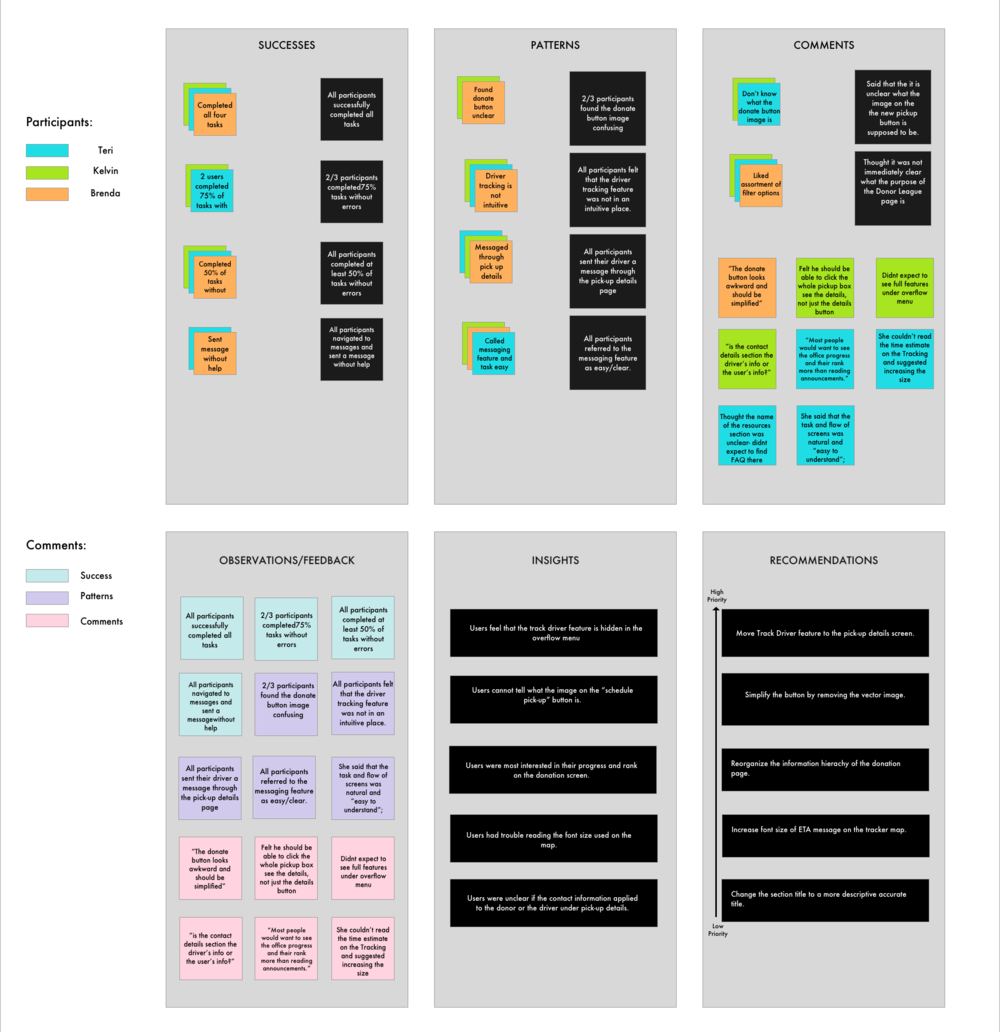 SUCCESSES
PATTERNS
COMMENTS
Participants:
Teri
Kelvin
Brenda
Completed
all four
tasks
All participants
successfully
completed all
tasks
2 users
completed
75% of
tasks with
2/3 participants
completed75%
tasks without
errors
Completed
50% of
tasks
without
All participants
completed at
least 50% of
tasks without
errors
Sent
message
without
help
All participants
navigated to
messages and
sent a message
without help
Found
donate
button
unclear
2/3 participants
found the donate
button image
confusing
Driver
tracking is
not
intuitive
All participants felt
that the driver
tracking feature
was not in an
intuitive place.
Messaged
through
pick up
details
All participants
sent their driver a
message through
the pick-up details
page
Called
messaging
feature and
task easy
All participants
referred to the
messaging feature
as easy/clear.
Don't know
what the
donate button
image is
Said that the it is
unclear what the
image on the
the new pickup
button is
supposed to be.
Liked
assortment of
filter options
Thought it was not
immediately clear
what the purpose
of the
Donor League
page is
"The donate
button looks
awkward and
should be
simplified"
Felt he should be
able to click the
whole pickup box
see the details,
not just the details
button
Didnt expect to
see full features
under overflow
menu
"is the contact
details section the
driver's info or
the user's info?"
"Most people
would want to see
the office progress
and their rank
more than reading
announcements."
She couldn't read
the time estimate
on the Tracking
and suggested
increasing the
size
Thought the name
of the resources
section was
unclear- didnt
expect to find
FAQ there
She said that the
task and flow of
screens was
natural and
"easy to
understand";
Comments:
Success
Patterns
Comments
OBSERVATIONS/FEEDBACK
INSIGHTS
RECOMMENDATIONS
All participants
successfully
completed all
tasks
2/3 participants
completed75%
tasks without
errors
All participants
completed at
least 50% of
tasks without
errors
All participants
navigated to
messages and
sent a
messagewithout
help
2/3 participants
found the donate
button image
confusing
All participants felt
that the driver
tracking feature
was not in an
intuitive place.
All participants
sent their driver a
message through
the pick-up details
page
All participants
referred to the
messaging feature
as easy/clear.
She said that the
task and flow of
screens was
natural and
"easy to
understand";
"The donate
button looks
awkward and
should be
simplified"
Felt he should be
able to click the
whole pickup box
see the details,
not just the details
button
Didnt expect to
see full features
under overflow
menu
"is the contact
details section the
driver's info or
the user's info?"
"Most people
would want to see
the office progress
and their rank
more than reading
announcements."
She couldn't read
the time estimate
on the Tracking
and suggested
increasing the
size
Users feel that the track driver feature is hidden in the
overflow menu
Users cannot tell what the image on the "schedule
pick-up" button is.
Users were most interested in their progress and rank
on the donation screen.
Users had trouble reading the font size used on the
map.
Users were unclear if the contact information applied
to the donor or the driver under pick-up details.
High
Priority
Move Track Driver feature to the pick-up details screen.
Simplify the button by removing the vector image.
Reorganize the information hierachy of the donation
page.
Increase font size of ETA message on the tracker map.
Change the section title to a more descriptive accurate
title.
Low
Priority